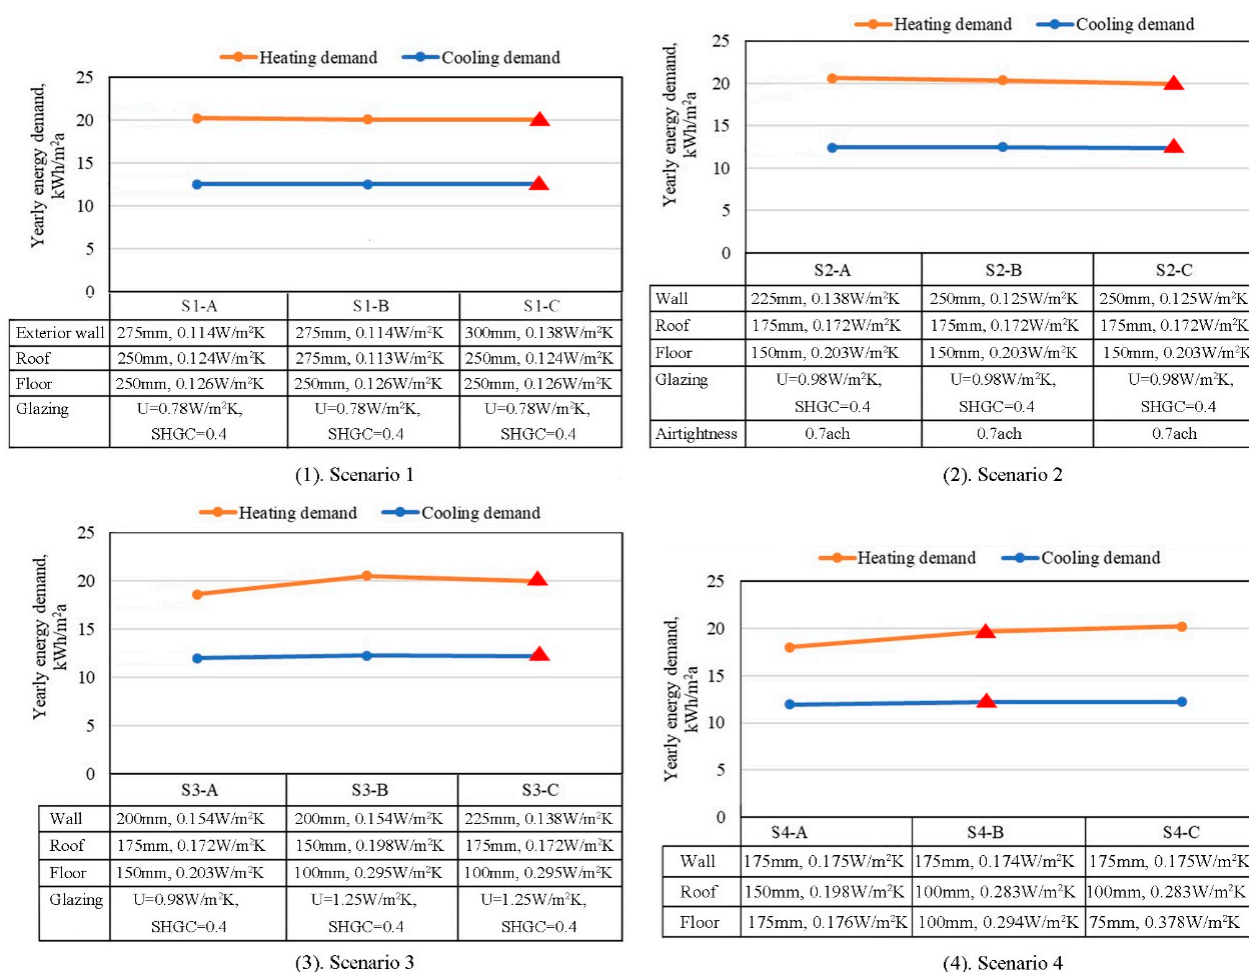 Heating demand Cooling demand
Yearly energy demand,
kWh/m²a
25
20
15
10
5
0
S1-A S1-B S1-C
Exterior wall 275mm, 0.114W/m²K 275mm, 0.114W/m²K 300mm, 0.138W/m²K
Roof 250mm, 0.124W/m²K 275mm, 0.113W/m²K 250mm, 0.124W/m²K
Floor 250mm, 0.126W/m²K 250mm, 0.126W/m²K 250mm, 0.126W/m²K
Glazing U=0.78W/m²K, U=0.78W/m²K, U=0.78W/m²K,
SHGC=0.4 SHGC=0.4 SHGC=0.4
(1). Scenario 1
Heating demand Cooling demand
Yearly energy demand,
kWh/m²a
25
20
15
10
5
0
S2-A S2-B S2-C
Wall 225mm, 0.138W/m²K 250mm, 0.125W/m²K 250mm, 0.125W/m²K
Roof 175mm, 0.172W/m²K 175mm, 0.172W/m²K 175mm, 0.172W/m²K
Floor 150mm, 0.203W/m²K 150mm, 0.203W/m²K 150mm, 0.203W/m²K
Glazing U=0.98W/m²K, U=0.98W/m²K, U=0.98W/m²K,
SHGC=0.4 SHGC=0.4 SHGC=0.4
Airtightness 0.7ach 0.7ach 0.7ach
(2). Scenario 2
Heating demand Cooling demand
Yearly energy demand,
kWh/m²a
25
20
15
10
5
0
S3-A S3-B S3-C
Wall 200mm, 0.154W/m²K 200mm, 0.154W/m²K 225mm, 0.138W/m²K
Roof 175mm, 0.172W/m²K 150mm, 0.198W/m²K 175mm, 0.172W/m²K
Floor 150mm, 0.203W/m²K 100mm, 0.295W/m²K 100mm, 0.295W/m²K
Glazing U=0.98W/m²K, U=1.25W/m²K, U=1.25W/m²K,
SHGC=0.4 SHGC=0.4 SHGC=0.4
(3). Scenario 3
Heating demand Cooling demand
Yearly energy demand,
kWh/m²a
25
20
15
10
5
0
S4-A S4-B S4-C
Wall 175mm, 0.175W/m²K 175mm, 0.174W/m²K 175mm, 0.175W/m²K
Roof 150mm, 0.198W/m²K 100mm, 0.283W/m²K 100mm, 0.283W/m²K
Floor 175mm, 0.176W/m²K 100mm, 0.294W/m²K 75mm, 0.378W/m²K
(4). Scenario 4